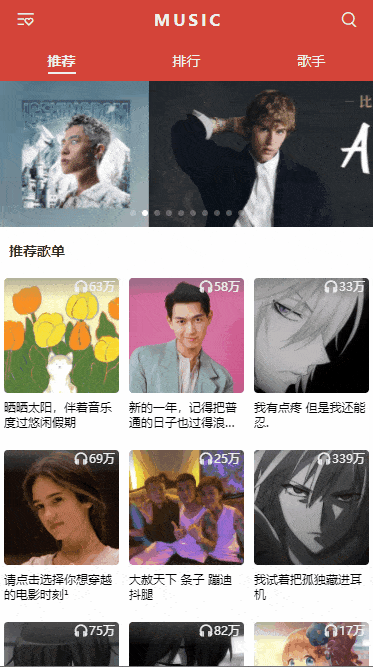 MUSIC
推荐 排行 歌手
比
A
推荐歌单
63万 58万 33万
晒晒太阳，伴着音乐
度过悠闲假期
新的一年，记得把普
通的日子也过得浪...
我有点疼 但是我还能
忍.
69万 25万 339万
请点击选择你想穿越
的电影时刻¹
大赦天下 条子 蹦迪
抖腿
我试着把孤独藏进耳
机
75万 82万 17万